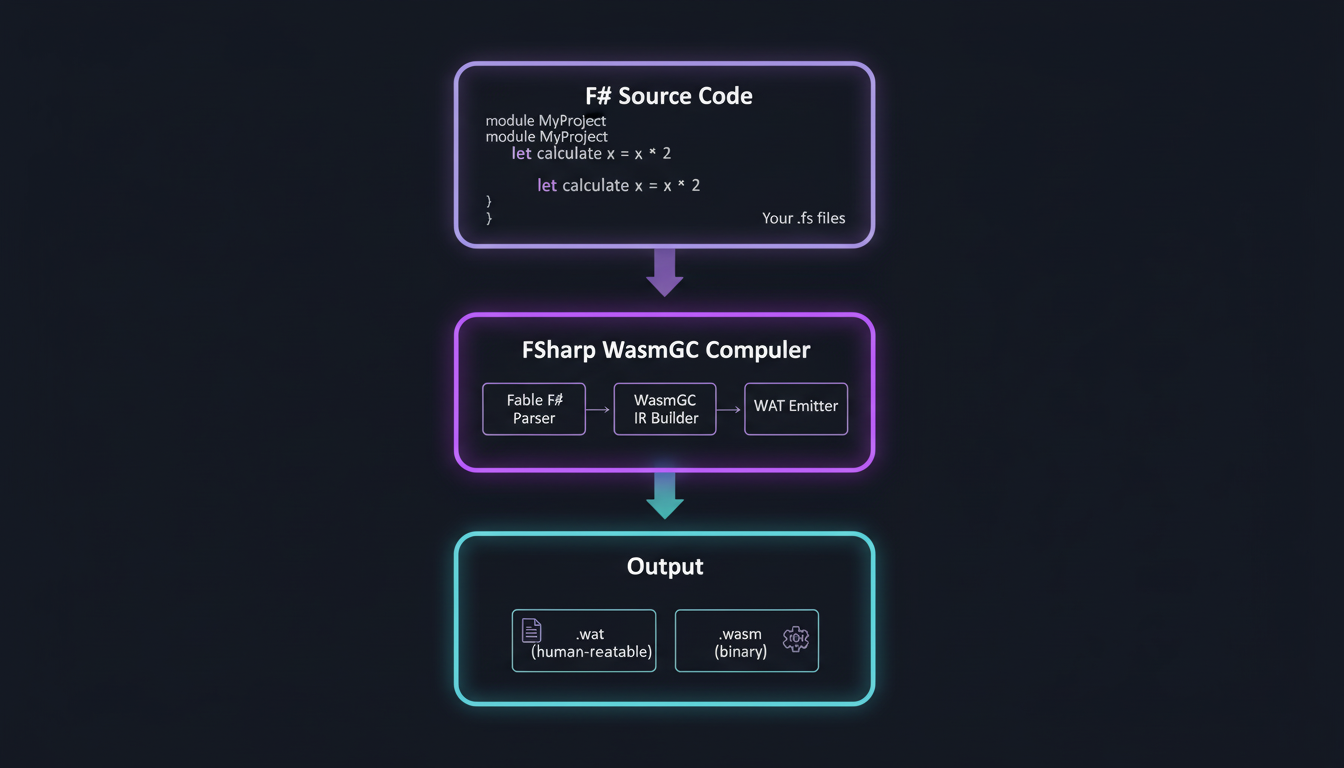 F# Source Code
module MyProject
module MyProject
let calculate x = x * 2
let calculate x = x * 2
}
}
Your .fs files
FSharp WasmGC Compuler
Fable F#
Parser
WasmGC
IR Builder
WAT Emitter
Output
.wat
(human-reatable)
.wasm
(binary)